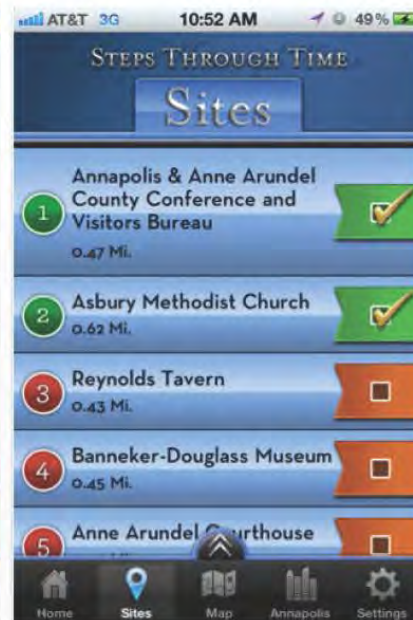 AT&T 3G 10:52 AM 49%
STEPS THROUGH TIME
Sites
1
Annapolis & Anne Arundel
County Conference and
Visitors Bureau
0.47 Mi.
2
Asbury Methodist Church
0.62 Mi.
3
Reynolds Tavern
0.43 Mi.
4
Banneker-Douglass Museum
0.45 Mi.
5
Anne Arundel Courthouse
Home Sites Map Annapolis Settings